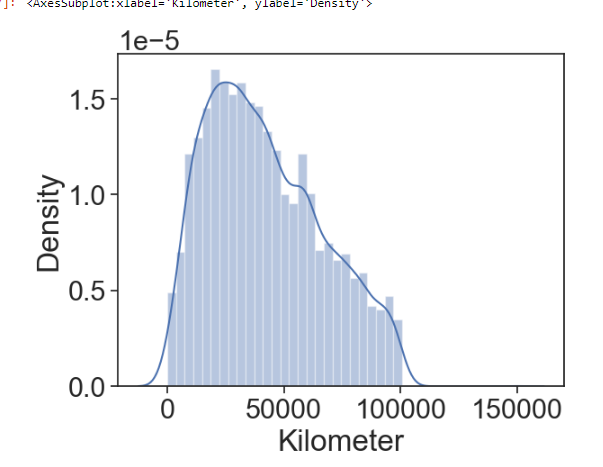 ]: <AxesSubplot:xlabel='Kilometer', ylabel='Density'>
1e−5
1.5
1.0
0.5
0.0
Density
0 50000 100000 150000
Kilometer